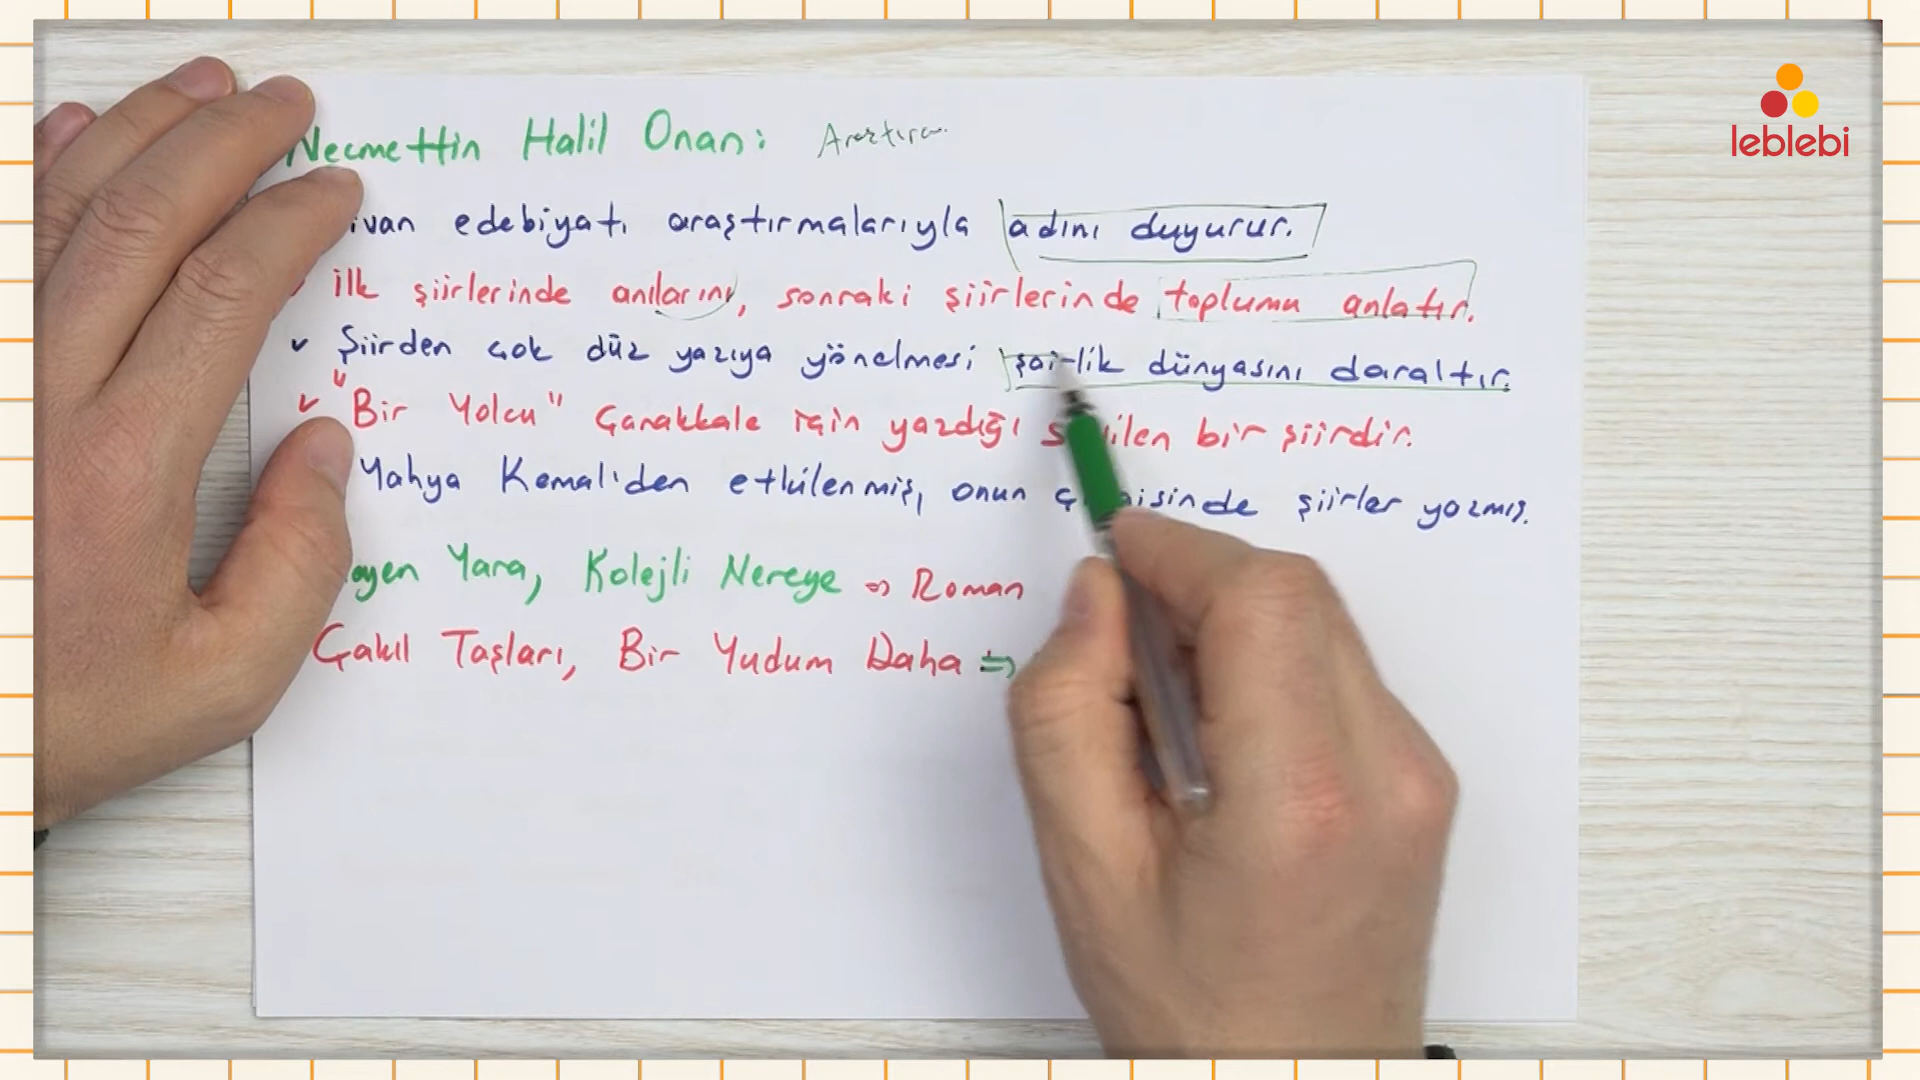 leblebi
Necmettin Halil Onan:
ivan edebiyatı araştırmalarıyla adını duyurur.
ilk şiirlerinde anılarını, sonraki şiirlerinde toplumu anlatır.
✓ Şiirden çok düz yazıya yönelmesi şairlik dünyasını daraltır.
✓ "Bir Yolcu" Çanakkale için yazdığı s ilen bir şiirdir.
Yahya Kemal'den etkilenmiş, onun ç isinde şiirler yazmış.
ayen Yara, Kolejli Nereye ⇒ Roman
Çakıl Taşları, Bir Yudum Daha ⇒